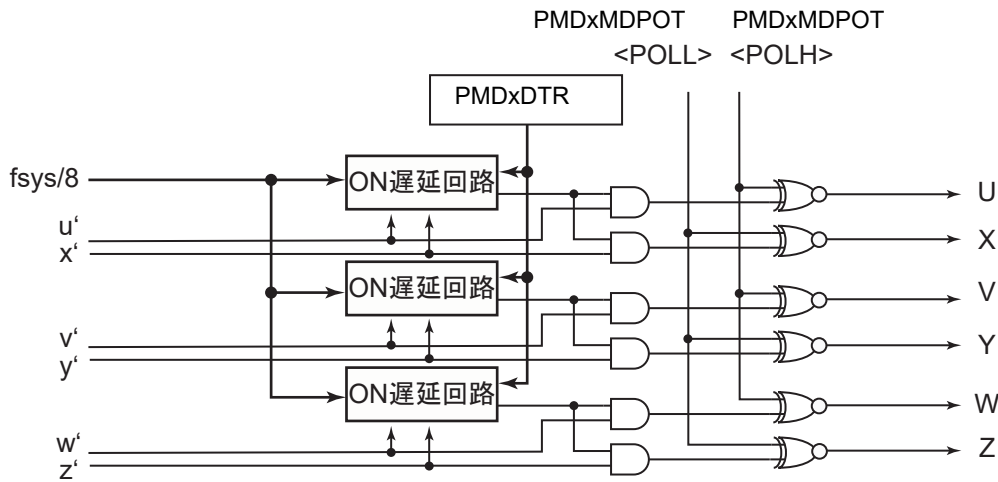 PMDxMDPOT PMDxMDPOT
<POLL> <POLH>
PMDxDTR
fsys/8
ON遅延回路
U
u‘
X
x‘
ON遅延回路
V
v‘
Y
y‘
ON遅延回路
W
w‘
Z
z‘